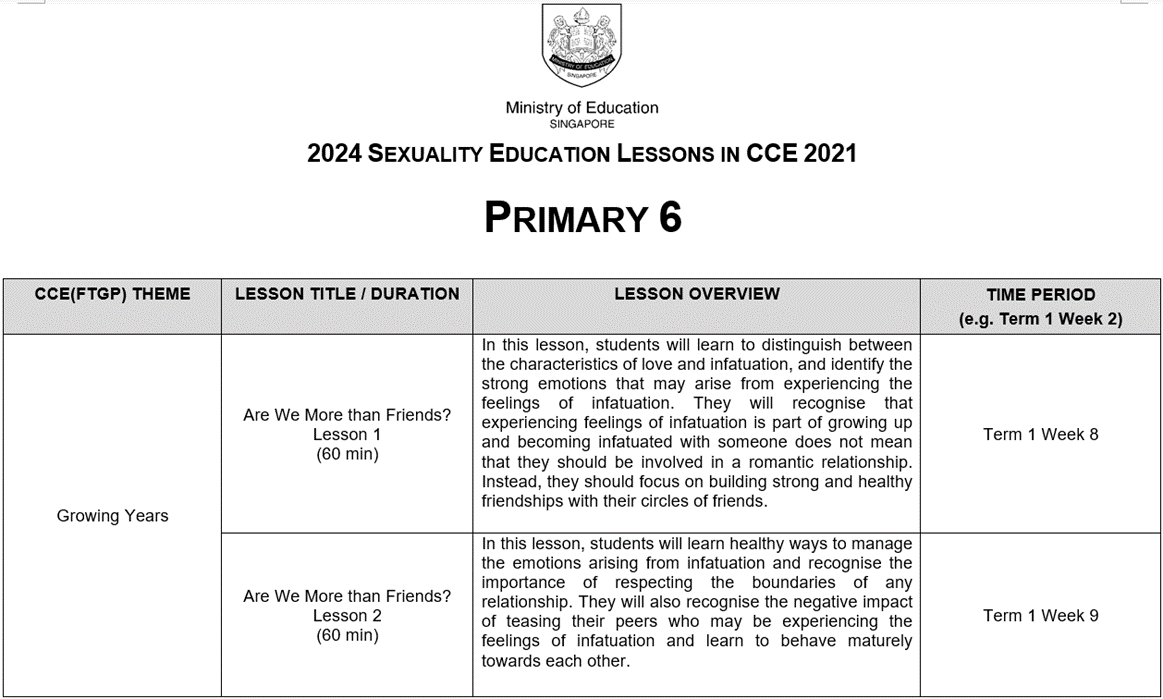 MINISTRY OF EDUCATION
SINGAPORE
Ministry of Education
SINGAPORE
2024 SEXUALITY EDUCATION LESSONS IN CCE 2021
PRIMARY 6
CCE(FTGP) THEME
LESSON TITLE / DURATION
LESSON OVERVIEW
TIME PERIOD
(e.g. Term 1 Week 2)
Growing Years
Are We More than Friends?
Lesson 1
(60 min)
In this lesson, students will learn to distinguish between
the characteristics of love and infatuation, and identify the
strong emotions that may arise from experiencing the
feelings of infatuation. They will recognise that
experiencing feelings of infatuation is part of growing up
and becoming infatuated with someone does not mean
that they should be involved in a romantic relationship.
Instead, they should focus on building strong and healthy
friendships with their circles of friends.
Term 1 Week 8
Are We More than Friends?
Lesson 2
(60 min)
In this lesson, students will learn healthy ways to manage
the emotions arising from infatuation and recognise the
importance of respecting the boundaries of any
relationship. They will also recognise the negative impact
of teasing their peers who may be experiencing the
feelings of infatuation and learn to behave maturely
towards each other.
Term 1 Week 9